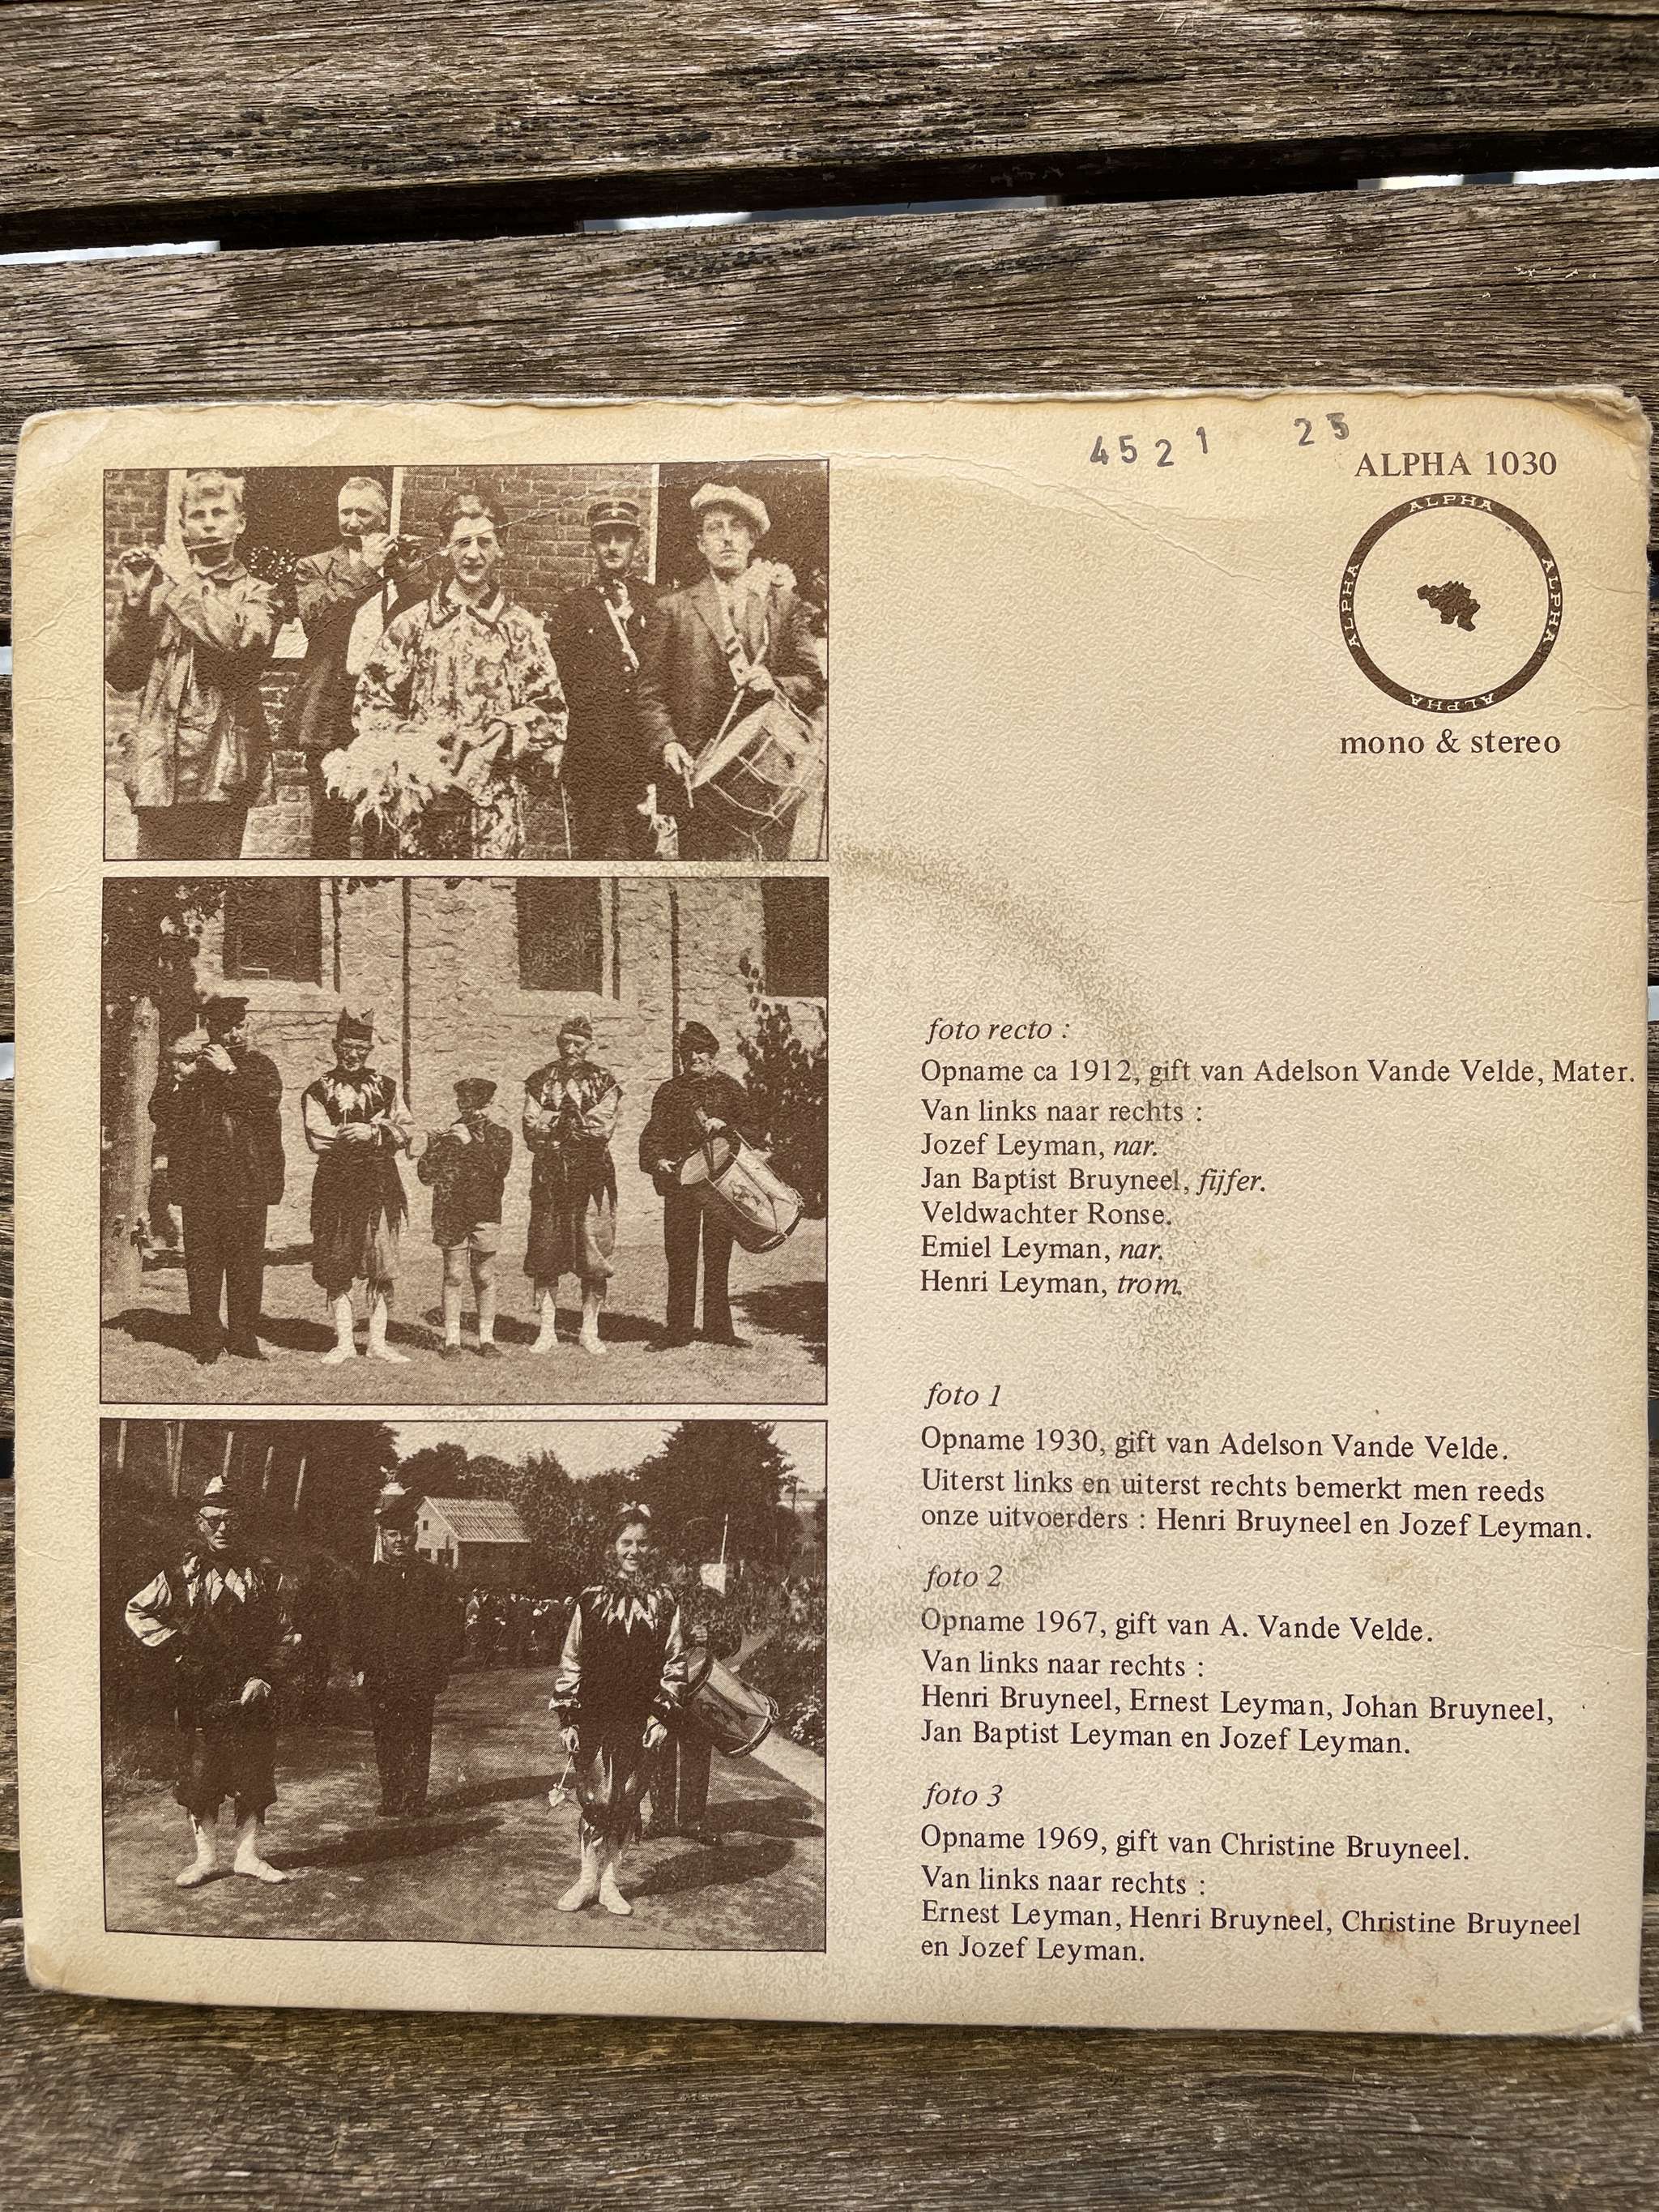 4521 25
ALPHA 1030
ALPHA
ALPHA
ALPHA
ALPHA
mono & stereo
foto recto :
Opname ca 1912, gift van Adelson Vande Velde, Mater.
Van links naar rechts :
Jozef Leyman, nar.
Jan Baptist Bruyneel, fijfer.
Veldwachter Ronse.
Emiel Leyman, nar.
Henri Leyman, trom.
foto 1
Opname 1930, gift van Adelson Vande Velde.
Uiterst links en uiterst rechts bemerkt men reeds
onze uitvoerders : Henri Bruyneel en Jozef Leyman.
foto 2
Opname 1967, gift van A. Vande Velde.
Van links naar rechts :
Henri Bruyneel, Ernest Leyman, Johan Bruyneel,
Jan Baptist Leyman en Jozef Leyman.
foto 3
Opname 1969, gift van Christine Bruyneel.
Van links naar rechts :
Ernest Leyman, Henri Bruyneel, Christine Bruyneel
en Jozef Leyman.